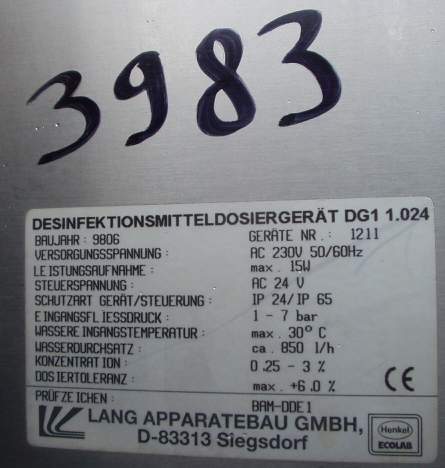 3983
DESINFEKTIONSMITTELDOSIERGERÄT DG1 1.024
BAUJAHR : 9806 GERÄTE NR. : 1211
VERSORGUNGSSPANNUNG : AC 230V 50/60Hz
LEISTUNGSAUFNAHME : max. 15W
STEUERSPANNUNG : AC 24 V
SCHUTZART GERÄT/STEUERUNG : IP 24/IP 65
EINGANGSFLIESSDRUCK : 1 - 7 bar
WASSEREINGANGSTEMPERATUR : max. 30° C
WASSERDURCHSATZ : ca. 850 l/h
KONZENTRATION : 0.25 - 3 %
DOSIERTOLERANZ : max. +6.0 % CE
PRÜFZEICHEN : BAM-DDE1
LANG APPARATEBAU GMBH,
D-83313 Siegsdorf
Henkel
ECOLAB